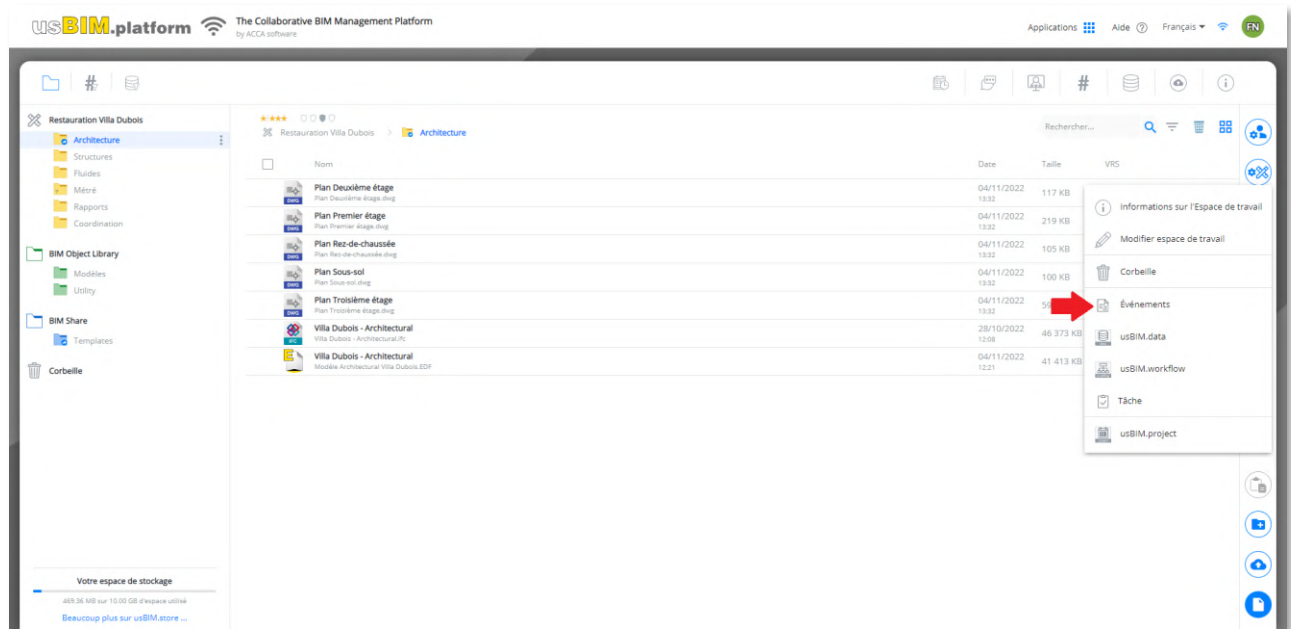 usBIM.platform
The Collaborative BIM Management Platform
by ACCA software
Applications
Aide
Français
FN
Restauration Villa Dubois
Architecture
Structures
Fluides
Métré
Rapports
Coordination
BIM Object Library
Modèles
Utility
BIM Share
Templates
Corbeille
Votre espace de stockage
469.36 MB sur 10.00 GB d'espace utilisé
Beaucoup plus sur usBIM.store ...
Restauration Villa Dubois > Architecture
Rechercher...
Nom Date Taille VRS
Plan Deuxième étage 04/11/2022 117 KB
Plan Deuxième étage.dwg 13:32
DWG
Plan Premier étage 04/11/2022 219 KB
Plan Premier étage.dwg 13:32
DWG
Plan Rez-de-chaussée 04/11/2022 105 KB
Plan Rez-de-chaussée.dwg 13:32
DWG
Plan Sous-sol 04/11/2022 100 KB
Plan Sous-sol.dwg 13:32
DWG
Plan Troisième étage 04/11/2022
Plan Troisième étage.dwg 13:32
DWG
Villa Dubois - Architectural 28/10/2022 46 373 KB
Villa Dubois - Architectural.ifc 12:08
IFC
Villa Dubois - Architectural 04/11/2022 41 413 KB
Modèle Architectural Villa Dubois.EDF 12:21
Informations sur l'Espace de travail
Modifier espace de travail
Corbeille
Événements
usBIM.data
usBIM.workflow
Tâche
usBIM.project